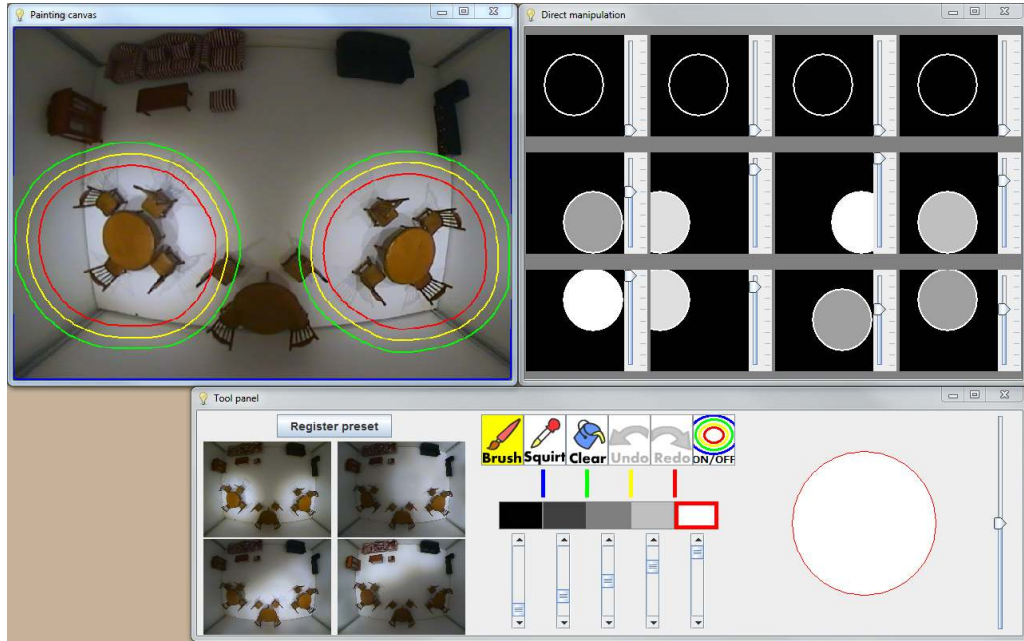 Painting canvas
Direct manipulation
Tool panel
Register preset
Brush Squirt Clear Undo Redo ON/OFF